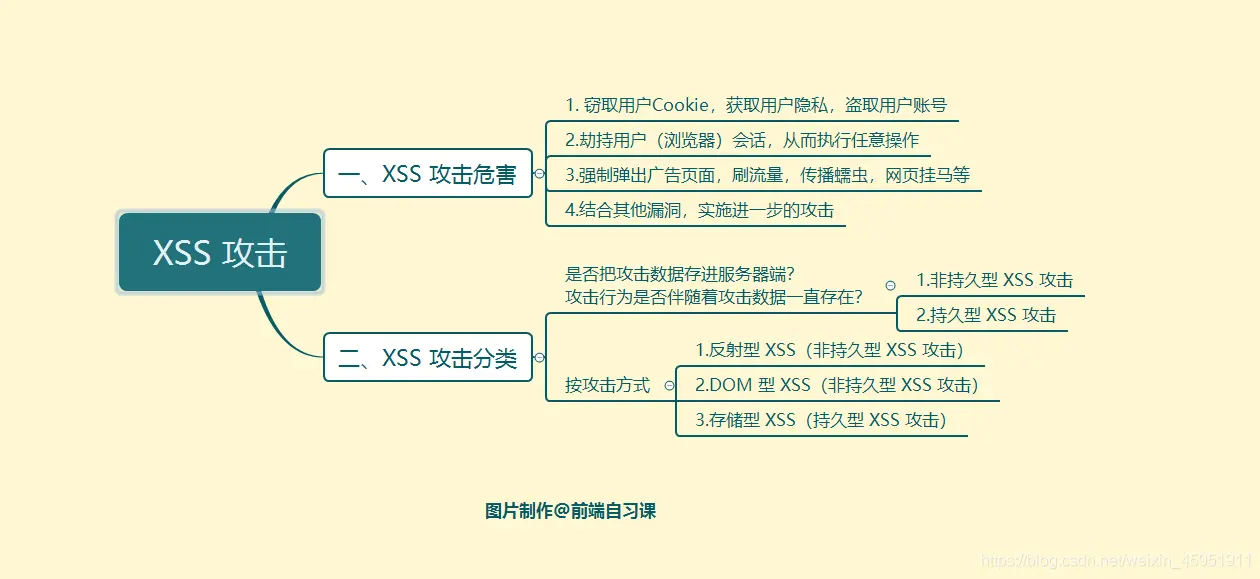 XSS 攻击
一、XSS 攻击危害
1. 窃取用户Cookie，获取用户隐私，盗取用户账号
2.劫持用户（浏览器）会话，从而执行任意操作
3.强制弹出广告页面，刷流量，传播蠕虫，网页挂马等
4.结合其他漏洞，实施进一步的攻击
二、XSS 攻击分类
是否把攻击数据存进服务器端？
攻击行为是否伴随着攻击数据一直存在？
1.非持久型 XSS 攻击
2.持久型 XSS 攻击
按攻击方式
1.反射型 XSS（非持久型 XSS 攻击）
2.DOM 型 XSS（非持久型 XSS 攻击）
3.存储型 XSS（持久型 XSS 攻击）
图片制作@前端自习课
https://blog.csdn.net/weixin_45951911